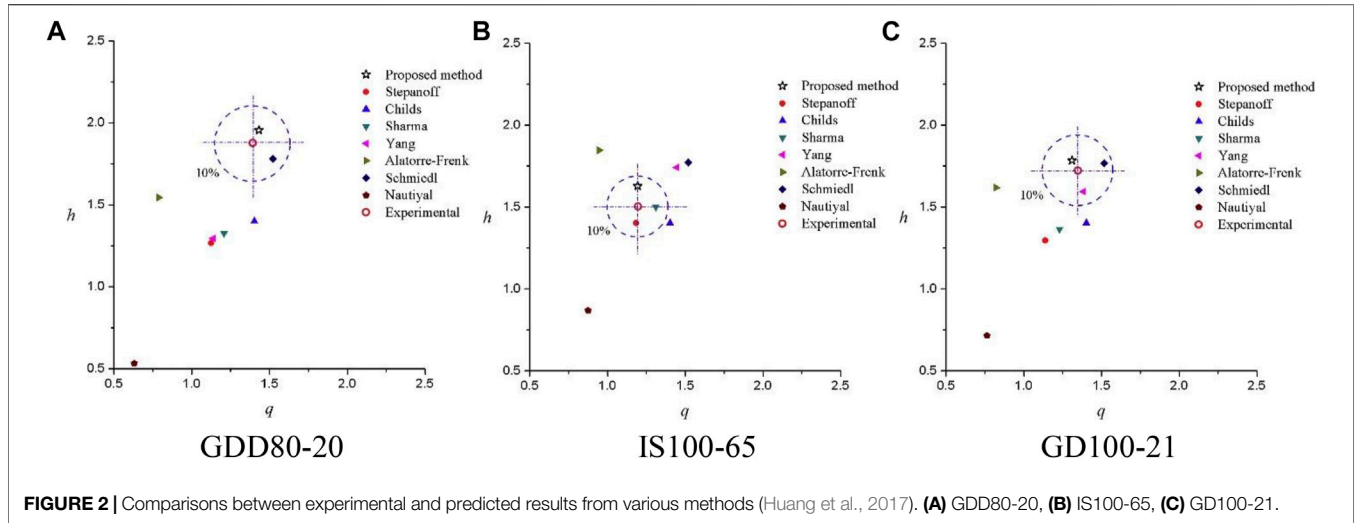 A
2.5
2.0
1.5
1.0
0.5
h
0.5
1.0
1.5
2.0
2.5
q
10%
Proposed method
Stepanoff
Childs
Sharma
Yang
Alatorre-Frenk
Schmiedl
Nautiyal
Experimental
GDD80-20
B
2.5
2.0
1.5
1.0
0.5
h
0.5
1.0
1.5
2.0
2.5
q
10%
Proposed method
Stepanoff
Childs
Sharma
Yang
Alatorre-Frenk
Schmiedl
Nautiyal
Experimental
IS100-65
C
2.5
2.0
1.5
1.0
0.5
h
0.5
1.0
1.5
2.0
2.5
q
10%
Proposed method
Stepanoff
Childs
Sharma
Yang
Alatorre-Frenk
Schmiedl
Nautiyal
Experimental
GD100-21
FIGURE 2 | Comparisons between experimental and predicted results from various methods (Huang et al., 2017). (A) GDD80-20, (B) IS100-65, (C) GD100-21.